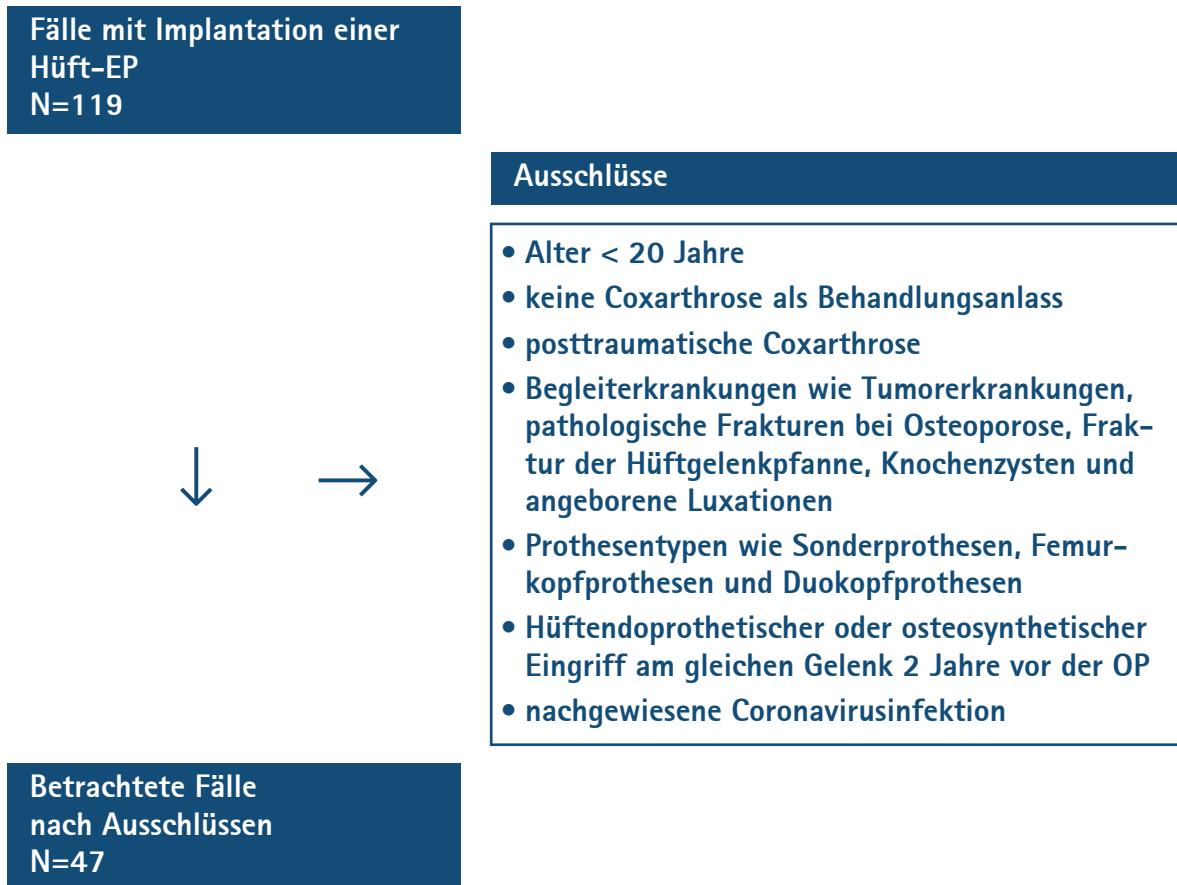 Fälle mit Implantation einer
Hüft-EP
N=119
Ausschlüsse
• Alter < 20 Jahre
• keine Coxarthrose als Behandlungsanlass
• posttraumatische Coxarthrose
• Begleiterkrankungen wie Tumorerkrankungen,
pathologische Frakturen bei Osteoporose, Frak-
tur der Hüftgelenkpfanne, Knochenzysten und
angeborene Luxationen
• Prothesentypen wie Sonderprothesen, Femur-
kopfprothesen und Duokopfprothesen
• Hüftendoprothetischer oder osteosynthetischer
Eingriff am gleichen Gelenk 2 Jahre vor der OP
• nachgewiesene Coronavirusinfektion
Betrachtete Fälle
nach Ausschlüssen
N=47